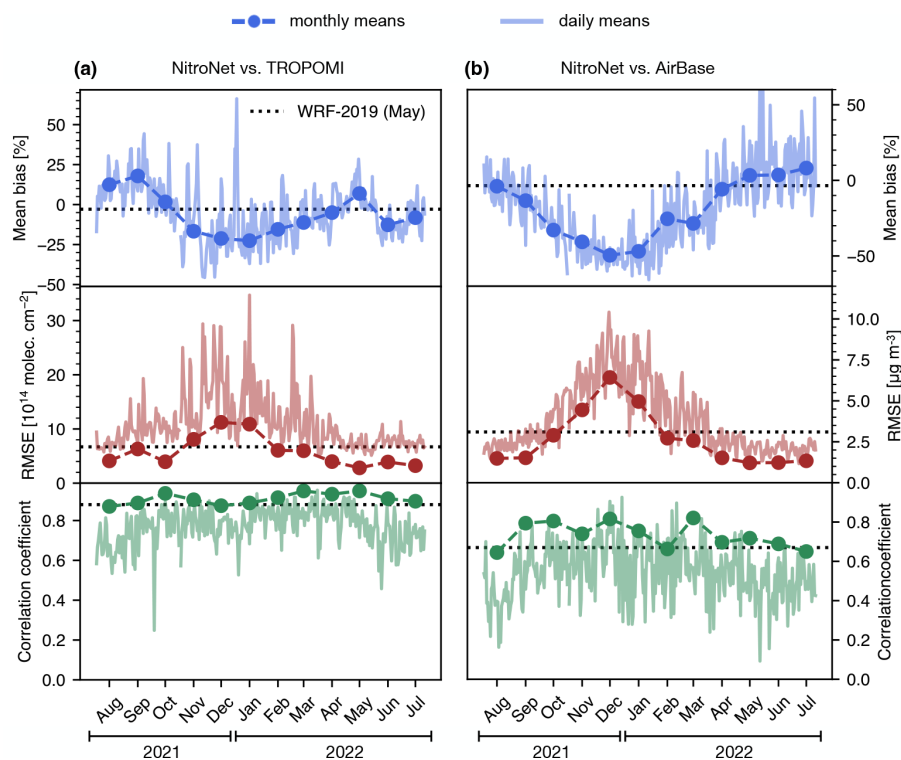 monthly means
daily means
(a)
NitroNet vs. TROPOMI
(b)
NitroNet vs. AirBase
WRF-2019 (May)
Mean bias [%]
50
25
0
−25
−50
50
0
−50
Mean bias [%]
RMSE [10¹⁴ molec. cm⁻²]
30
20
10
0
10.0
7.5
5.0
2.5
0
RMSE [µg m⁻³]
Correlation coefficient
0.8
0.6
0.4
0.2
0.0
0.8
0.6
0.4
0.2
0.0
Correlationcoefficient
Aug Sep Oct Nov Dec Jan Feb Mar Apr May Jun Jul
Aug Sep Oct Nov Dec Jan Feb Mar Apr May Jun Jul
2021 2022
2021 2022